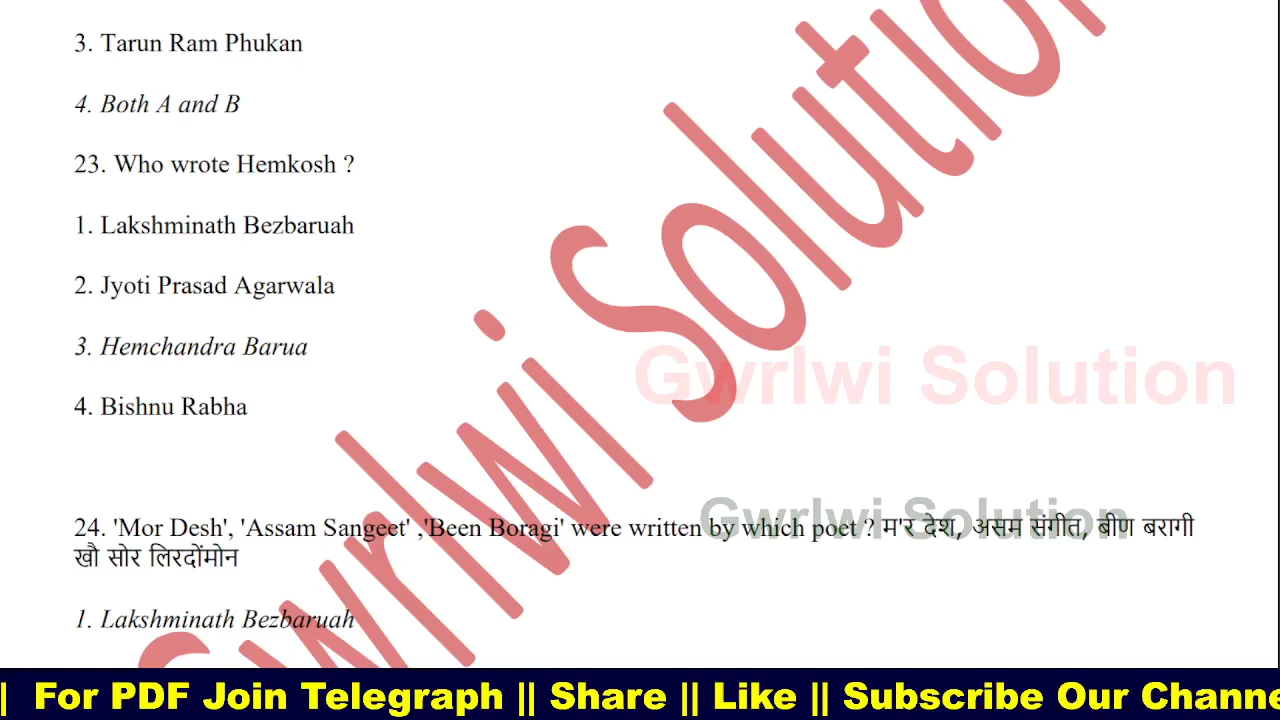 3. Tarun Ram Phukan
4. Both A and B
23. Who wrote Hemkosh ?
1. Lakshminath Bezbaruah
2. Jyoti Prasad Agarwala
3. Hemchandra Barua
4. Bishnu Rabha
Gwrlwi Solution
Gwrlwi Solution
Gwrlwi Solution
24. 'Mor Desh', 'Assam Sangeet' ,'Been Boragi' were written by which poet ? म'र देश, असम संगीत, बीण बरागी
खौ सोर लिरदोंमोन
1. Lakshminath Bezbaruah
| For PDF Join Telegraph || Share || Like || Subscribe Our Channe